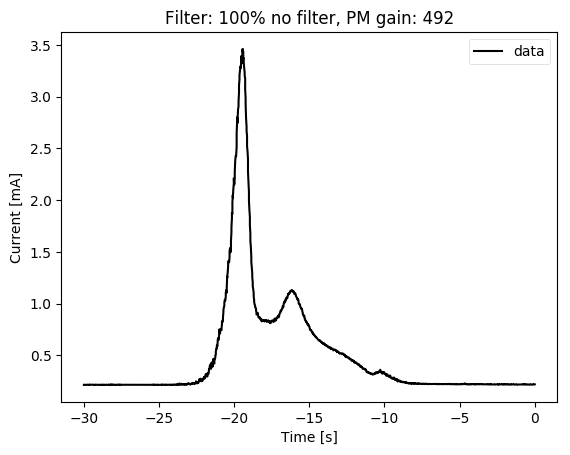 Filter: 100% no filter, PM gain: 492
data
Current [mA]
3.5
3.0
2.5
2.0
1.5
1.0
0.5
−30 −25 −20 −15 −10 −5 0
Time [s]